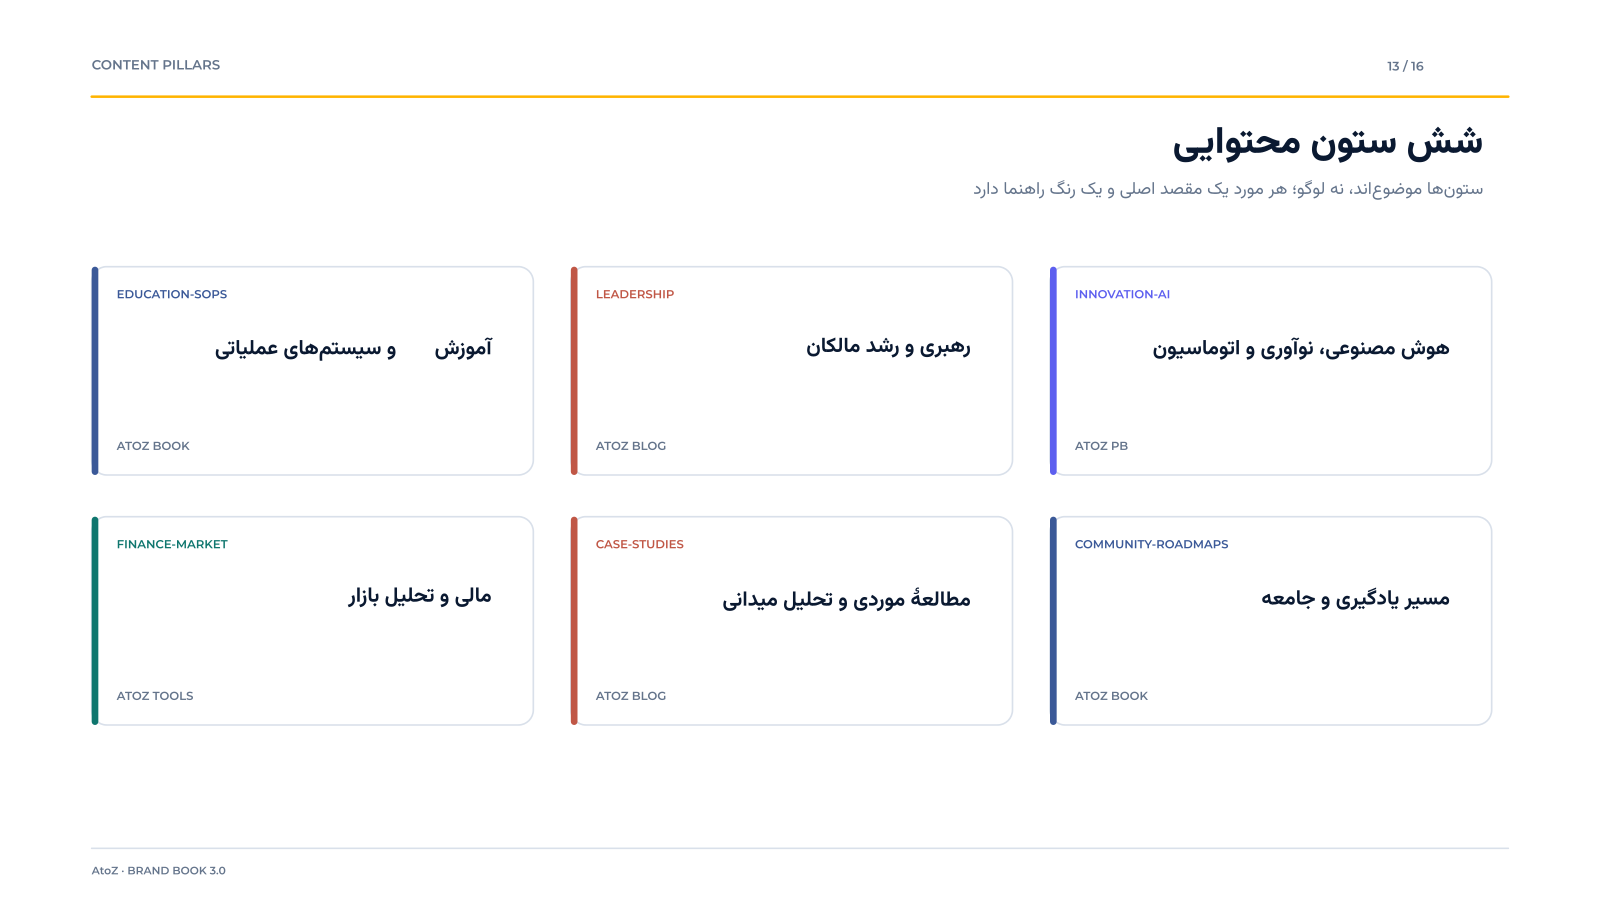 CONTENT PILLARS
13 / 16
شش ستون محتوایی
ستون‌ها موضوع‌اند، نه لوگو؛ هر مورد یک مقصد اصلی و یک رنگ راهنما دارد
EDUCATION-SOPS
آموزش و سیستم‌های عملیاتی
ATOZ BOOK
LEADERSHIP
رهبری و رشد مالکان
ATOZ BLOG
INNOVATION-AI
هوش مصنوعی، نوآوری و اتوماسیون
ATOZ PB
FINANCE-MARKET
مالی و تحلیل بازار
ATOZ TOOLS
CASE-STUDIES
مطالعهٔ موردی و تحلیل میدانی
ATOZ BLOG
COMMUNITY-ROADMAPS
مسیر یادگیری و جامعه
ATOZ BOOK
AtoZ · BRAND BOOK 3.0